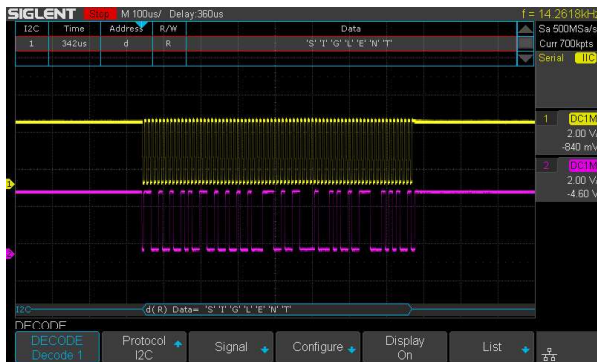 SIGLENT Stop M 100us/ Delay:360us f = 14.2618kHz
I2C Time Address R/W Data Sa 500MSa/s
1 342us d R 'S' 'I' 'G' 'L' 'E' 'N' 'T' Curr 700kpts
Serial IIC
1 DC1M
2.00 V/
-840 mV
2 DC1M
2.00 V/
-4.60 V
1
2
I2C (d(R) Data= 'S' 'I' 'G' 'L' 'E' 'N' 'T'
DECODE
DECODE Protocol Signal Configure Display List
Decode 1 I2C On